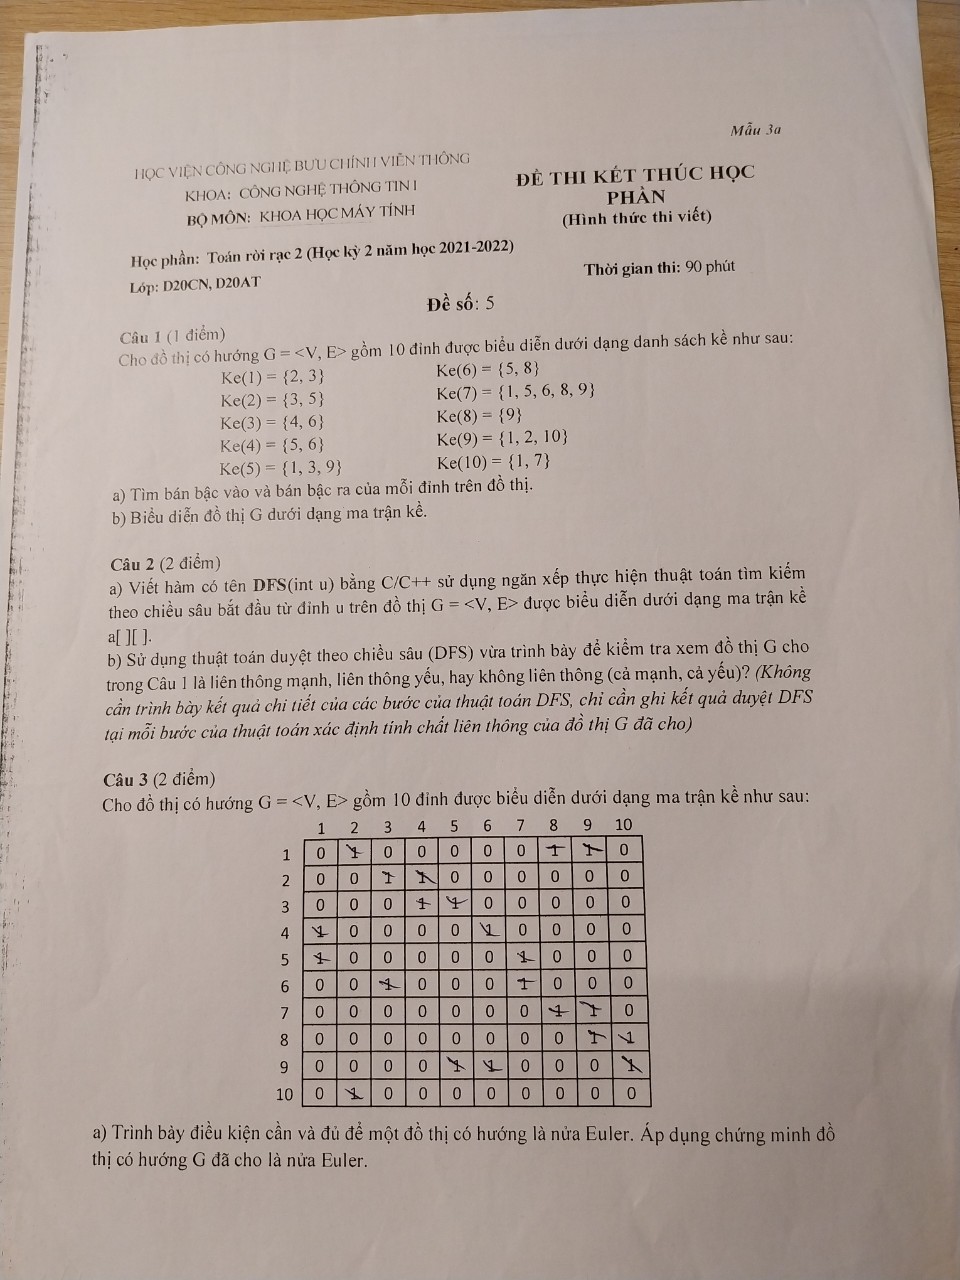 Mẫu 3a
HỌC VIỆN CÔNG NGHỆ BƯU CHÍNH VIỄN THÔNG
KHOA: CÔNG NGHỆ THÔNG TIN I
BỘ MÔN: KHOA HỌC MÁY TÍNH
ĐỀ THI KẾT THÚC HỌC
PHẦN
(Hình thức thi viết)
Học phần: Toán rời rạc 2 (Học kỳ 2 năm học 2021-2022)
Lớp: D20CN, D20AT
Thời gian thi: 90 phút
Đề số: 5
Câu 1 (1 điểm)
Cho đồ thị có hướng G = <V, E> gồm 10 đỉnh được biểu diễn dưới dạng danh sách kề như sau:
Ke(1) = {2, 3}
Ke(2) = {3, 5}
Ke(3) = {4, 6}
Ke(4) = {5, 6}
Ke(5) = {1, 3, 9}
Ke(6) = {5, 8}
Ke(7) = {1, 5, 6, 8, 9}
Ke(8) = {9}
Ke(9) = {1, 2, 10}
Ke(10) = {1, 7}
a) Tìm bán bậc vào và bán bậc ra của mỗi đỉnh trên đồ thị.
b) Biểu diễn đồ thị G dưới dạng ma trận kề.
Câu 2 (2 điểm)
a) Viết hàm có tên DFS(int u) bằng C/C++ sử dụng ngăn xếp thực hiện thuật toán tìm kiếm
theo chiều sâu bắt đầu từ đỉnh u trên đồ thị G = <V, E> được biểu diễn dưới dạng ma trận kề
a[ ][ ].
b) Sử dụng thuật toán duyệt theo chiều sâu (DFS) vừa trình bày để kiểm tra xem đồ thị G cho
trong Câu 1 là liên thông mạnh, liên thông yếu, hay không liên thông (cả mạnh, cả yếu)? (Không
cần trình bày kết quả chi tiết của các bước của thuật toán DFS, chỉ cần ghi kết quả duyệt DFS
tại mỗi bước của thuật toán xác định tính chất liên thông của đồ thị G đã cho)
Câu 3 (2 điểm)
Cho đồ thị có hướng G = <V, E> gồm 10 đỉnh được biểu diễn dưới dạng ma trận kề như sau:
1 2 3 4 5 6 7 8 9 10
1 0 1 0 0 0 0 0 1 1 0
2 0 0 1 1 0 0 0 0 0 0
3 0 0 0 1 1 0 0 0 0 0
4 1 0 0 0 0 1 0 0 0 0
5 1 0 0 0 0 0 1 0 0 0
6 0 0 1 0 0 0 1 0 0 0
7 0 0 0 0 0 0 0 1 1 0
8 0 0 0 0 0 0 0 0 1 1
9 0 0 0 0 1 1 0 0 0 1
10 0 1 0 0 0 0 0 0 0 0
a) Trình bày điều kiện cần và đủ để một đồ thị có hướng là nửa Euler. Áp dụng chứng minh đồ
thị có hướng G đã cho là nửa Euler.